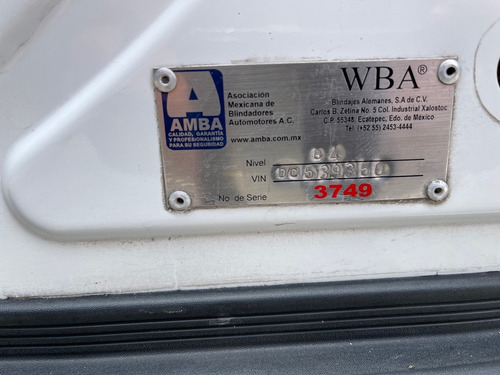 A
AMBA
CALIDAD, GARANTÍA
Y PROFESIONALISMO
PARA SU SEGURIDAD
Asociación
Mexicana de
Blindadores
Automotores A.C.
www.amba.com.mx
WBA®
Blindajes Alemanes, S.A de C.V.
Carlos B. Zetina No. 5 Col. Industrial Xalostoc
C.P. 55348, Ecatepec, Edo. de México
Tel. (+52 55) 2453-4444
Nivel
VIN DC539350
No. de Serie 3749